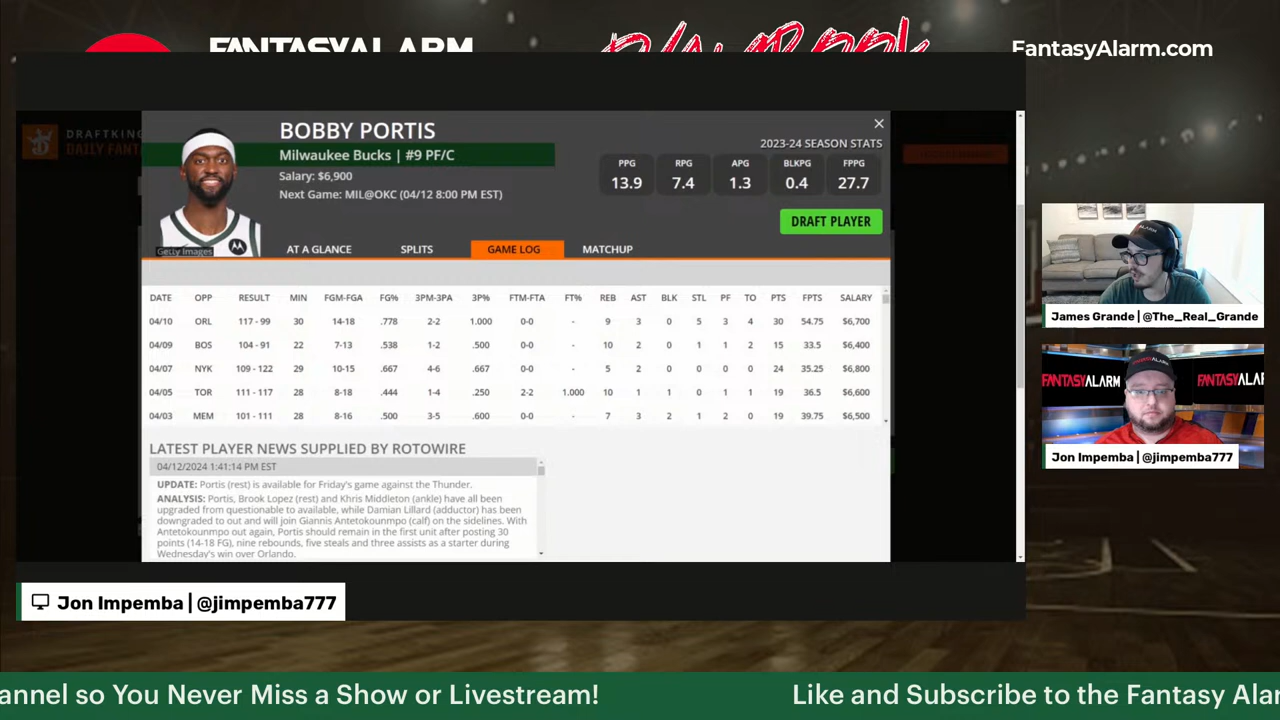 FANTASYALARM
PLAYBOOK
FantasyAlarm.com
DRAFTKIN
DAILY FANT
BOBBY PORTIS
Milwaukee Bucks | #9 PF/C
Salary: $6,900
Next Game: MIL@OKC (04/12 8:00 PM EST)
Getty Images
2023-24 SEASON STATS
PPG RPG APG BLKPG FPPG
13.9 7.4 1.3 0.4 27.7
DRAFT PLAYER
AT A GLANCE SPLITS GAME LOG MATCHUP
DATE OPP RESULT MIN FGM-FGA FG% 3PM-3PA 3P% FTM-FTA FT% REB AST BLK STL PF TO PTS FPTS SALARY
04/10 ORL 117 - 99 30 14-18 .778 2-2 1.000 0-0 - 9 3 0 5 3 4 30 54.75 $6,700
04/09 BOS 104 - 91 22 7-13 .538 1-2 .500 0-0 - 10 2 0 1 1 2 15 33.5 $6,400
04/07 NYK 109 - 122 29 10-15 .667 4-6 .667 0-0 - 5 2 0 0 0 0 24 35.25 $6,800
04/05 TOR 111 - 117 28 8-18 .444 1-4 .250 2-2 1.000 10 1 1 0 1 1 19 36.5 $6,600
04/03 MEM 101 - 111 28 8-16 .500 3-5 .600 0-0 - 7 3 2 1 2 0 19 39.75 $6,500
LATEST PLAYER NEWS SUPPLIED BY ROTOWIRE
04/12/2024 1:41:14 PM EST
UPDATE: Portis (rest) is available for Friday's game against the Thunder.
ANALYSIS: Portis, Brook Lopez (rest) and Khris Middleton (ankle) have all been
upgraded from questionable to available, while Damian Lillard (adductor) has been
downgraded to out and will join Giannis Antetokounmpo (calf) on the sidelines. With
Antetokounmpo out again, Portis should remain in the first unit after posting 30
points (14-18 FG), nine rebounds, five steals and three assists as a starter during
Wednesday's win over Orlando.
James Grande | @The_Real_Grande
FANTASYALARM
FANTASYALAR
Jon Impemba | @jimpemba777
Jon Impemba | @jimpemba777
annel so You Never Miss a Show or Livestream!
Like and Subscribe to the Fantasy Alar